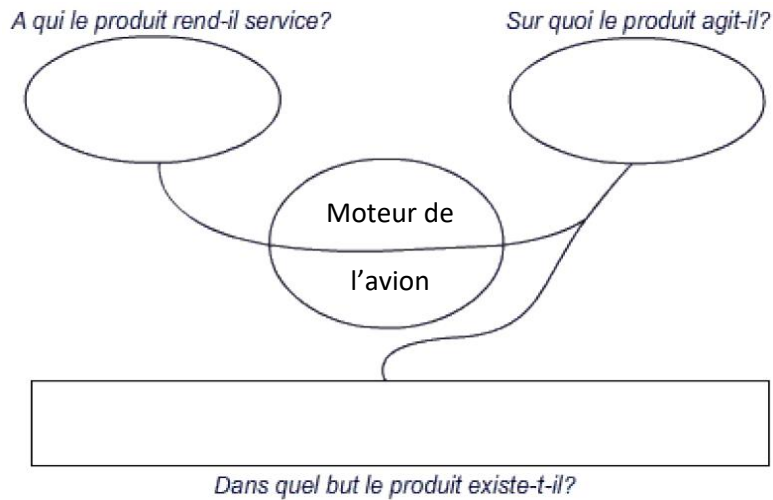 A qui le produit rend-il service?
Sur quoi le produit agit-il?
Moteur de
l’avion
Dans quel but le produit existe-t-il?